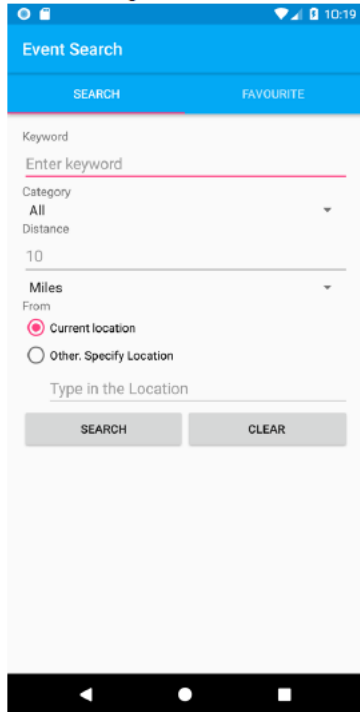 10:19
Event Search
SEARCH FAVOURITE
Keyword
Enter keyword
Category
All
Distance
10
Miles
From
Current location
Other. Specify Location
Type in the Location
SEARCH CLEAR